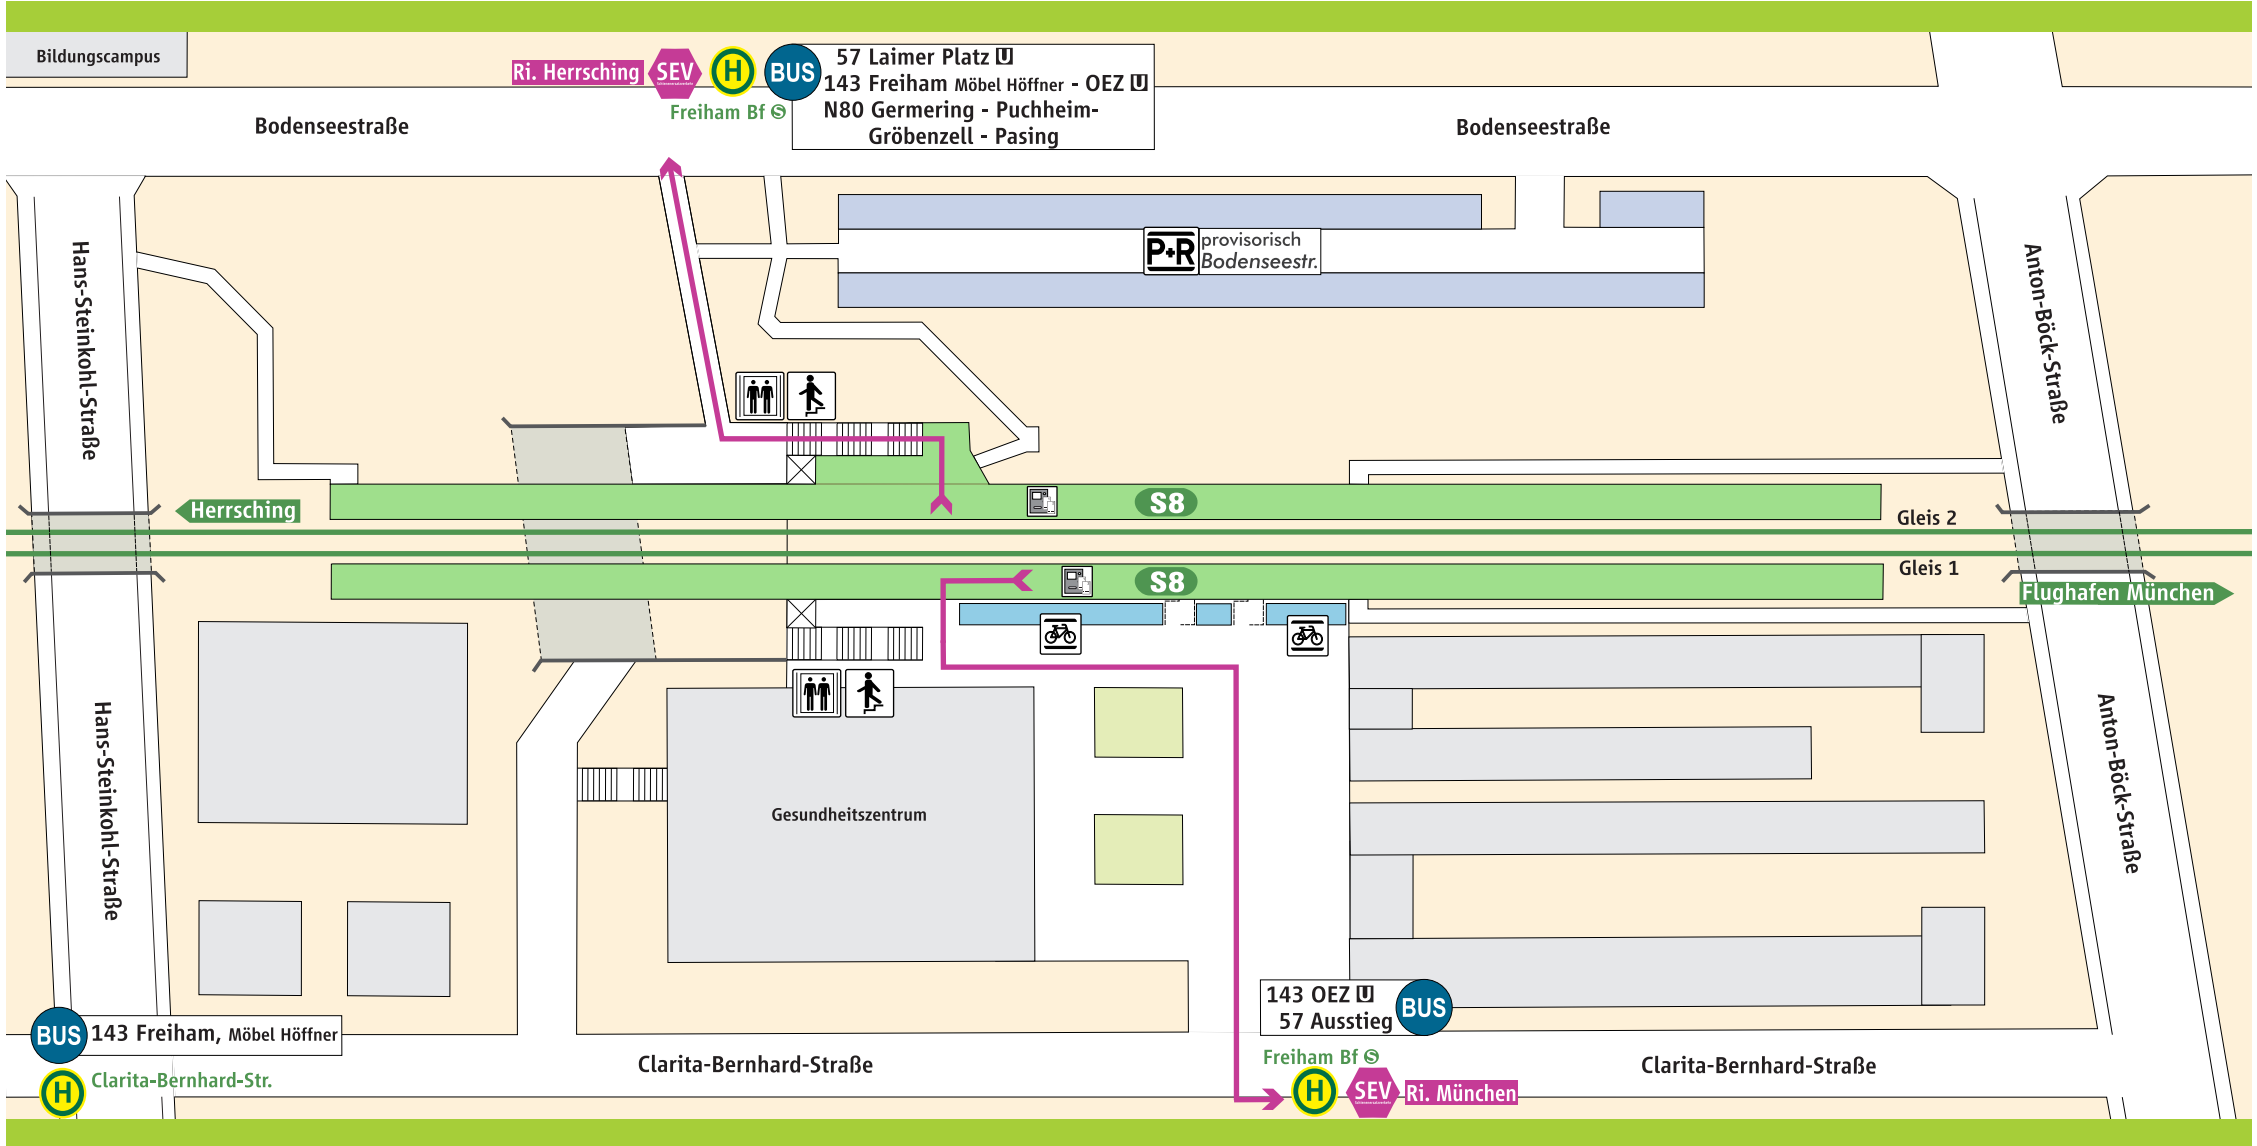 Bildungscampus
Ri. Herrsching
SEV
H
BUS
Freiham Bf S
57 Laimer Platz U
143 Freiham Möbel Höffner - OEZ U
N80 Germering - Puchheim-
Gröbenzell - Pasing
Bodenseestraße
Bodenseestraße
P+R
provisorisch
Bodenseestr.
Hans-Steinkohl-Straße
Anton-Böck-Straße
Herrsching
S8
Gleis 2
S8
Gleis 1
Flughafen München
Hans-Steinkohl-Straße
Anton-Böck-Straße
Gesundheitszentrum
143 OEZ U
57 Ausstieg
BUS
BUS
143 Freiham, Möbel Höffner
Clarita-Bernhard-Straße
Clarita-Bernhard-Straße
Freiham Bf S
H
Clarita-Bernhard-Str.
H
SEV
Ri. München